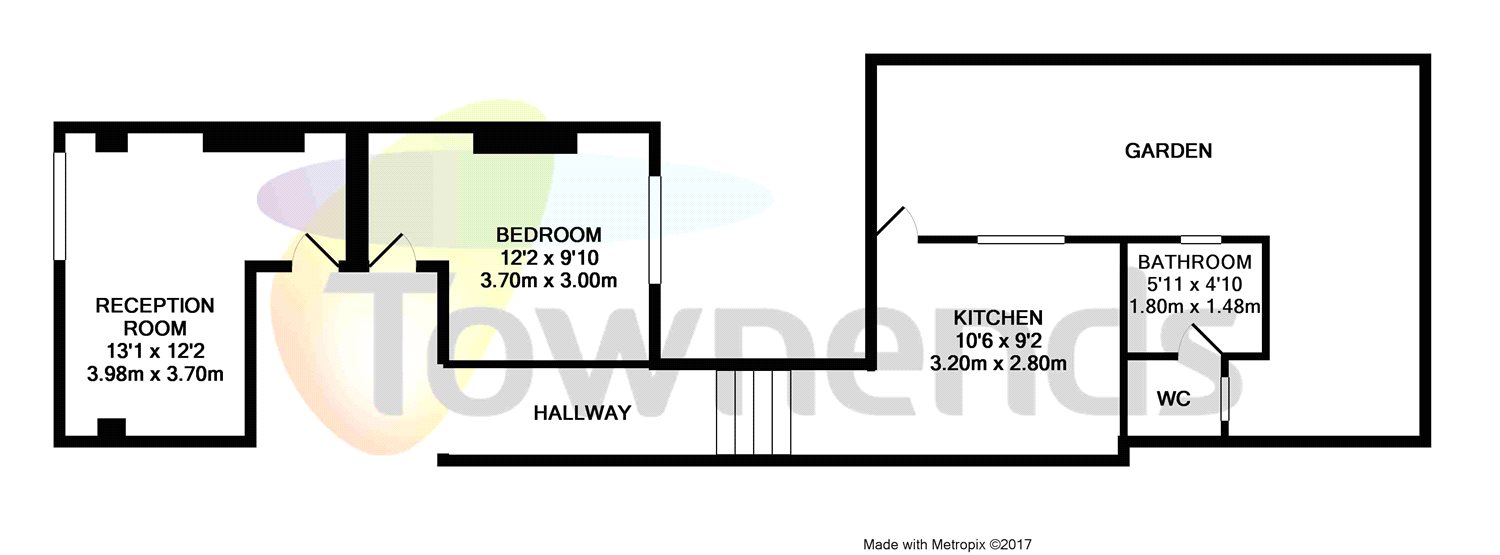 GARDEN
BEDROOM
12'2 x 9'10
3.70m x 3.00m
BATHROOM
5'11 x 4'10
1.80m x 1.48m
RECEPTION
ROOM
13'1 x 12'2
3.98m x 3.70m
KITCHEN
10'6 x 9'2
3.20m x 2.80m
WC
HALLWAY
Townends
Made with Metropix ©2017